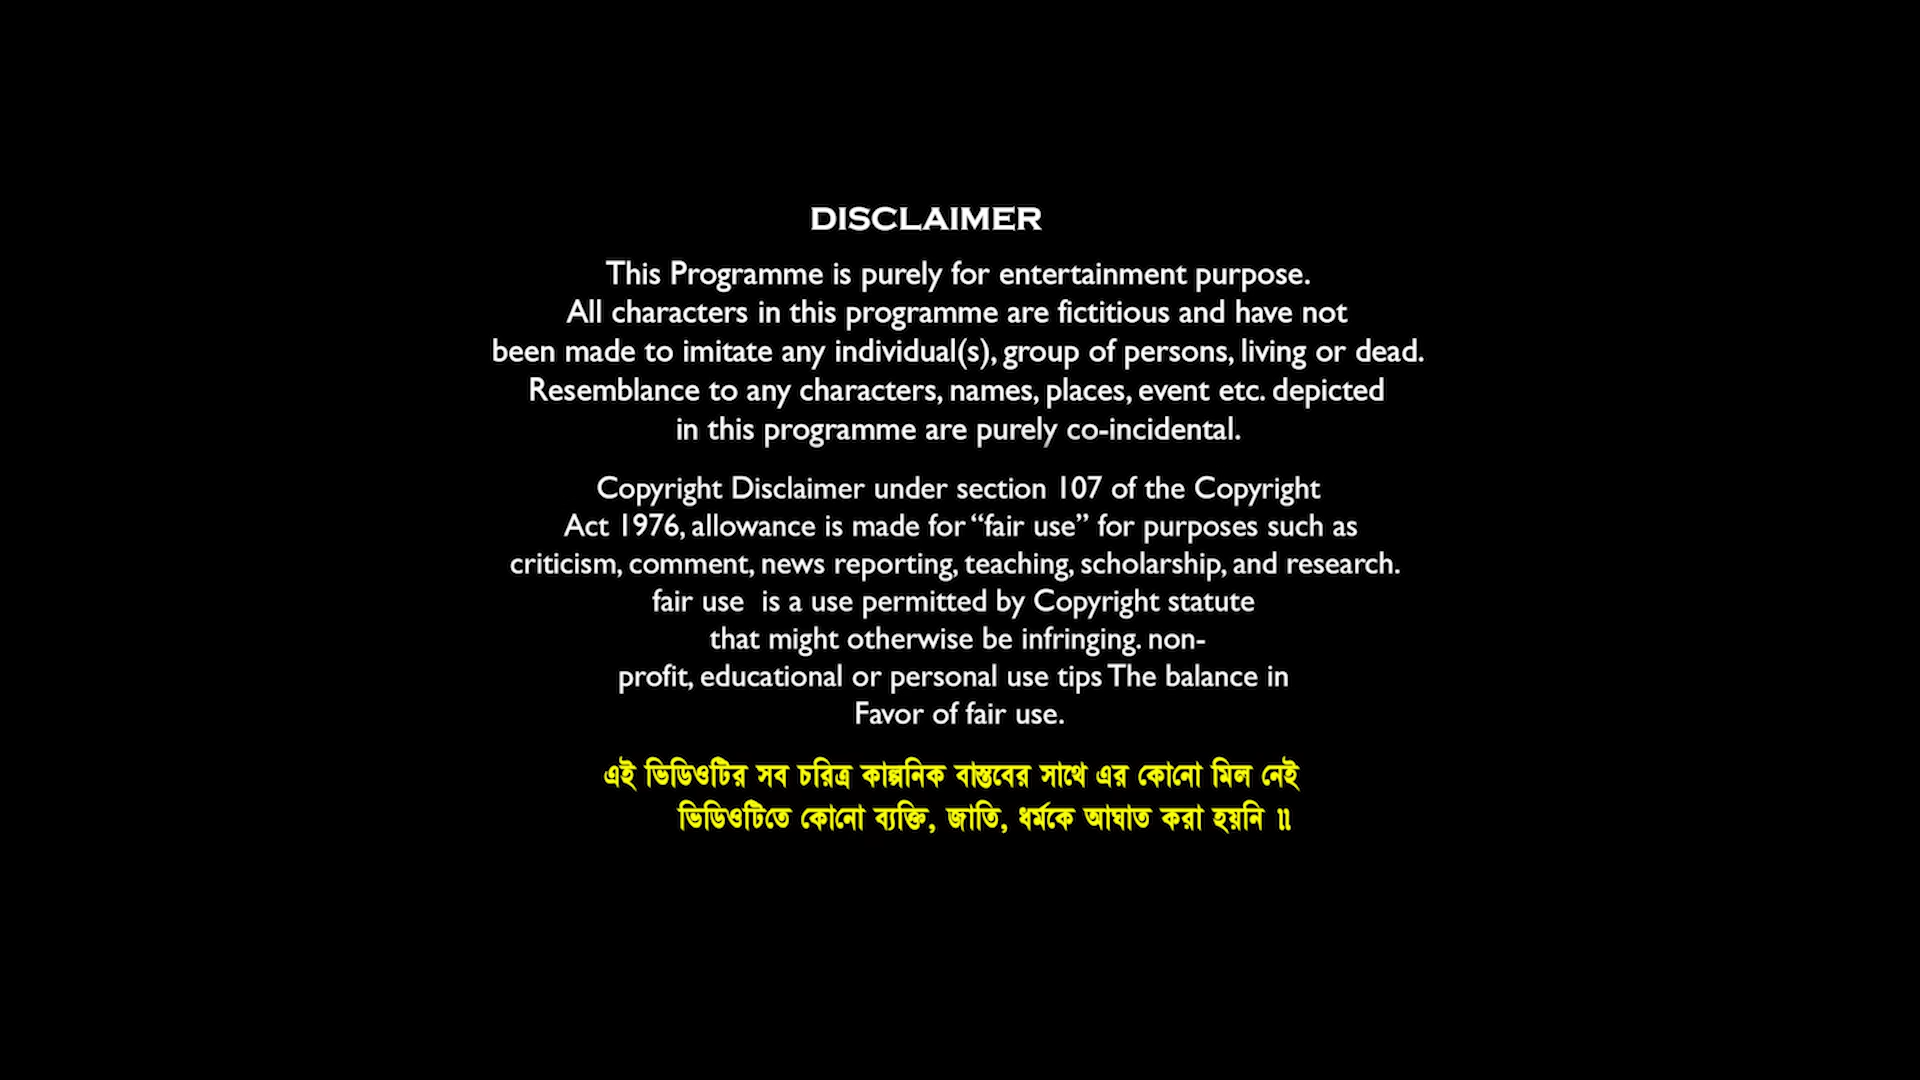 DISCLAIMER
This Programme is purely for entertainment purpose.
All characters in this programme are fictitious and have not
been made to imitate any individual(s), group of persons, living or dead.
Resemblance to any characters, names, places, event etc. depicted
in this programme are purely co-incidental.
Copyright Disclaimer under section 107 of the Copyright
Act 1976, allowance is made for “fair use” for purposes such as
criticism, comment, news reporting, teaching, scholarship, and research.
fair use  is a use permitted by Copyright statute
that might otherwise be infringing. non-
profit, educational or personal use tips The balance in
Favor of fair use.
এই ভিডিওটির সব চরিত্র কাল্পনিক বাস্তবের সাথে এর কোনো মিল নেই
ভিডিওটিতে কোনো ব্যক্তি, জাতি, ধর্মকে আঘাত করা হয়নি ॥